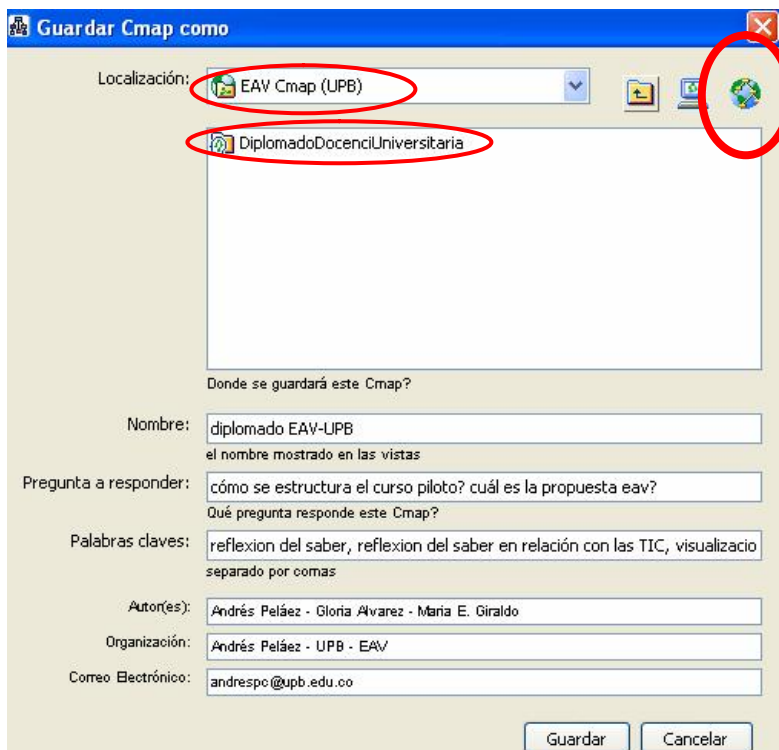 Guardar Cmap como
Localización: EAV Cmap (UPB)
DiplomadoDocenciUniversitaria
Donde se guardará este Cmap?
Nombre: diplomado EAV-UPB
el nombre mostrado en las vistas
Pregunta a responder: cómo se estructura el curso piloto? cuál es la propuesta eav?
Qué pregunta responde este Cmap?
Palabras claves: reflexion del saber, reflexion del saber en relación con las TIC, visualizacio
separado por comas
Autor(es): Andrés Peláez - Gloria Alvarez - Maria E. Giraldo
Organización: Andrés Peláez - UPB - EAV
Correo Electrónico: andrespc@upb.edu.co
Guardar Cancelar